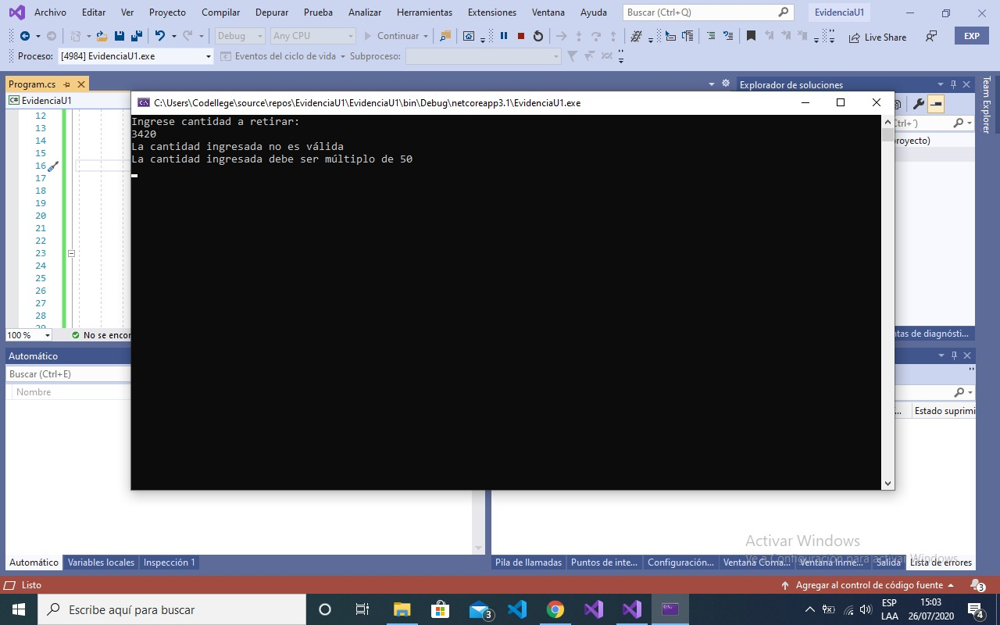 Archivo Editar Ver Proyecto Compilar Depurar Prueba Analizar Herramientas Extensiones Ventana Ayuda Buscar (Ctrl+Q) EvidenciaU1
Debug Any CPU Continuar Live Share EXP
Proceso: [4984] EvidenciaU1.exe Eventos del ciclo de vida Subproceso:
Program.cs Explorador de soluciones
C# EvidenciaU1
C:\Users\Codellege\source\repos\EvidenciaU1\EvidenciaU1\bin\Debug\netcoreapp3.1\EvidenciaU1.exe
Team Explorer
Ingrese cantidad a retirar:
3420
La cantidad ingresada no es válida
La cantidad ingresada debe ser múltiplo de 50
12
13
14
15
16
17
18
19
20
21
22
23
24
25
26
27
28
29
Ctrl+´)
royecto)
100 % No se encor
tas de diagnósti...
Automático
Buscar (Ctrl+E)
Nombre
... Estado suprimi
Activar Windows
Ve a Configuración para activar Windows.
Automático Variables locales Inspección 1
Pila de llamadas Puntos de inte... Configuración... Ventana Coma... Ventana Inme... Salida Lista de errores
Listo Agregar al control de código fuente 3
Escribe aquí para buscar 3 ESP 15:03
LAA 26/07/2020 4